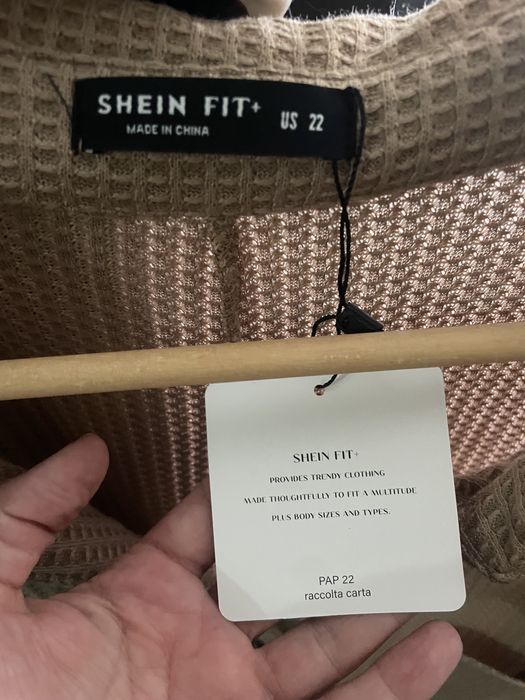 SHEIN FIT+
US 22
MADE IN CHINA
SHEIN FIT+
PROVIDES TRENDY CLOTHING
MADE THOUGHTFULLY TO FIT A MULTITUDE
PLUS BODY SIZES AND TYPES.
PAP 22
raccolta carta